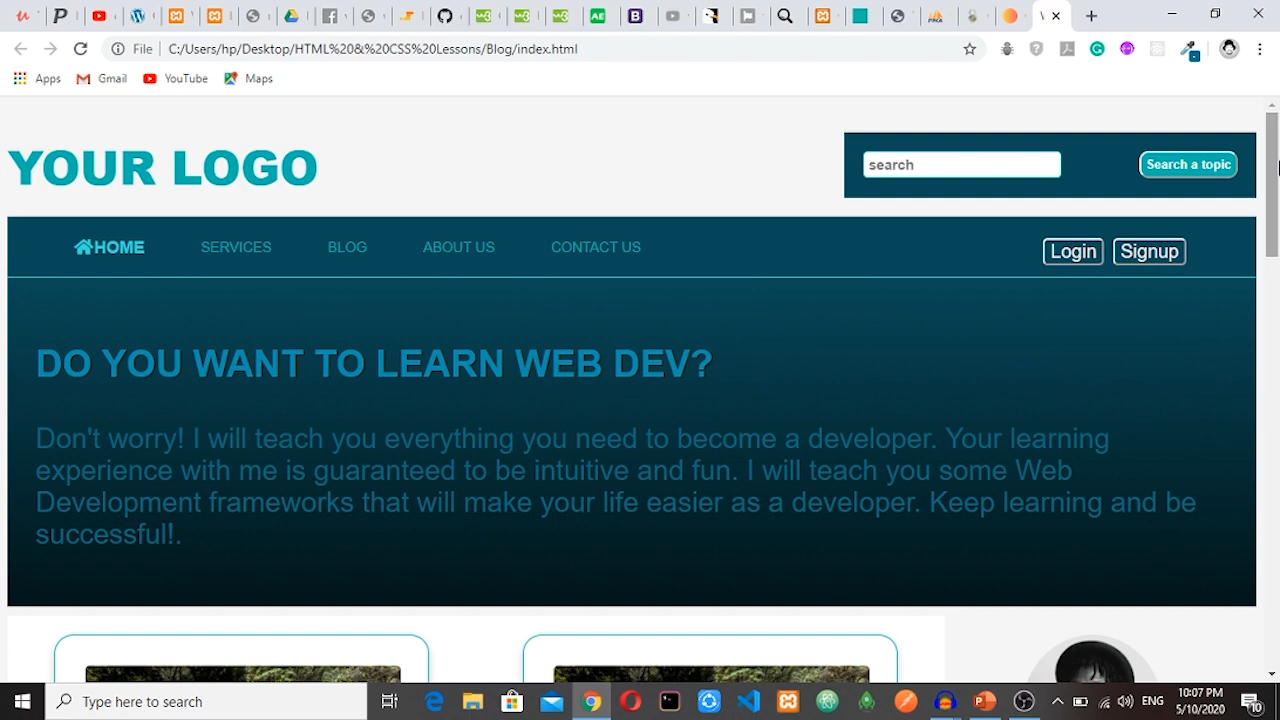 File
C:/Users/hp/Desktop/HTML%20&%20CSS%20Lessons/Blog/index.html
Apps
Gmail
YouTube
Maps
YOUR LOGO
search
Search a topic
HOME
SERVICES
BLOG
ABOUT US
CONTACT US
Login
Signup
DO YOU WANT TO LEARN WEB DEV?
Don't worry! I will teach you everything you need to become a developer. Your learning
experience with me is guaranteed to be intuitive and fun. I will teach you some Web
Development frameworks that will make your life easier as a developer. Keep learning and be
successful!.
Type here to search
ENG
10:07 PM
5/10/2020
10